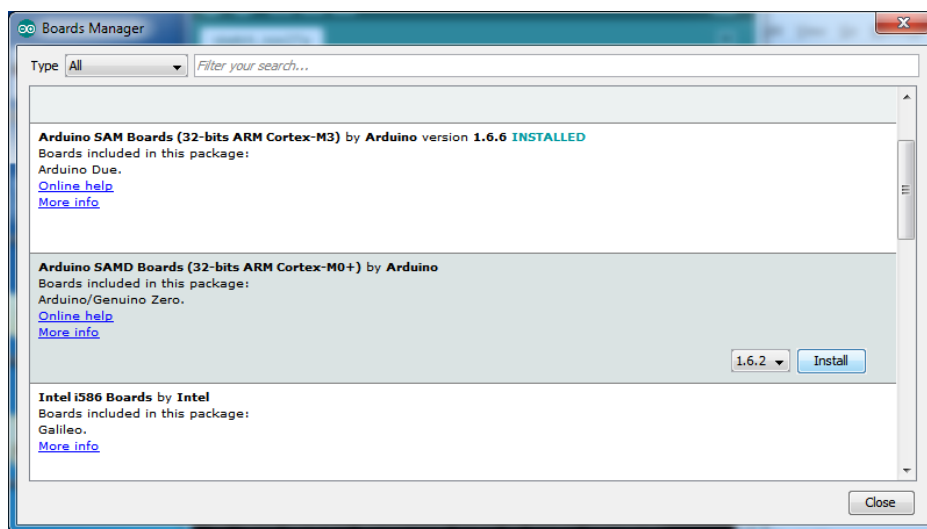 Boards Manager
Type All Filter your search...
Arduino SAM Boards (32-bits ARM Cortex-M3) by Arduino version 1.6.6 INSTALLED
Boards included in this package:
Arduino Due.
Online help
More info
Arduino SAMD Boards (32-bits ARM Cortex-M0+) by Arduino
Boards included in this package:
Arduino/Genuino Zero.
Online help
More info
1.6.2 Install
Intel i586 Boards by Intel
Boards included in this package:
Galileo.
More info
Close